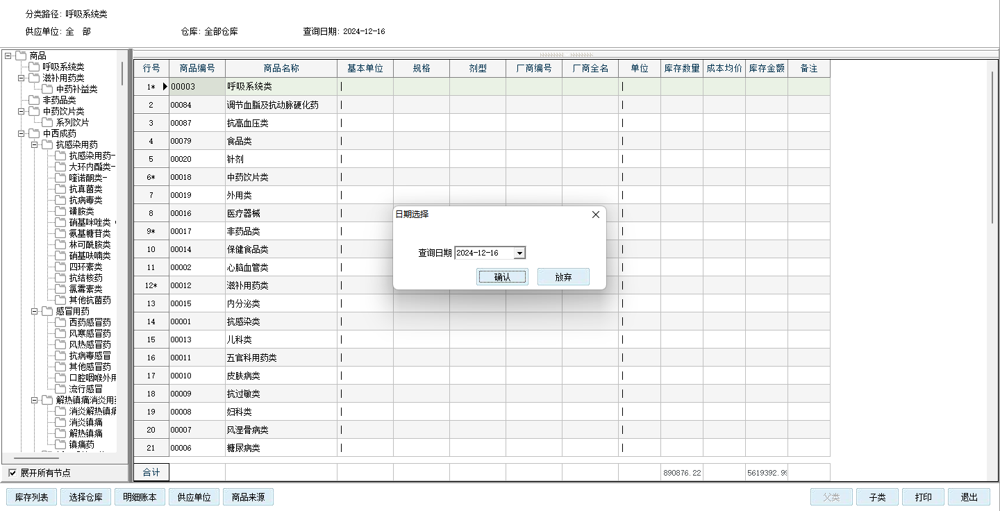 分类路径: 呼吸系统类
供应单位: 全 部 仓库: 全部仓库 查询日期: 2024-12-16
商品
呼吸系统类
滋补用药类
中药补益类
非药品类
中药饮片类
系列饮片
中西成药
抗感染用药
抗感染用药-
大环内酯类-
喹诺酮类-
抗真菌类
抗病毒类
磺胺类
硝基咪唑类
氨基糖苷类
林可酰胺类
硝基呋喃类
四环素类
抗结核药
氯霉素类
其他抗菌药
感冒用药
西药感冒药
风寒感冒药
风热感冒药
抗病毒感冒
其他感冒药
口腔咽喉外用
流行感冒
解热镇痛消炎用药
消炎解热镇痛
消炎镇痛
解热镇痛
镇痛药
展开所有节点
行号 商品编号 商品名称 基本单位 规格 剂型 厂商编号 厂商全名 单位 库存数量 成本均价 库存金额 备注
1* 00003 呼吸系统类 | |
2 00084 调节血脂及抗动脉硬化药 | |
3 00087 抗高血压类 | |
4 00079 食品类 | |
5 00020 针剂 | |
6* 00018 中药饮片类 | |
7 00019 外用类 | |
8 00016 医疗器械 | |
9* 00017 非药品类 | |
10 00014 保健食品类 | |
11 00002 心脑血管类 | |
12* 00012 滋补用药类 | |
13 00015 内分泌类 | |
14 00001 抗感染类 | |
15 00013 儿科类 | |
16 00011 五官科用药类 | |
17 00010 皮肤病类 | |
18 00009 抗过敏类 | |
19 00008 妇科类 | |
20 00007 风湿骨病类 | |
21 00006 糖尿病类 | |
合计 890876.22 5619392.99
日期选择
查询日期 2024-12-16
确认 放弃
库存列表 选择仓库 明细账本 供应单位 商品来源 父类 子类 打印 退出